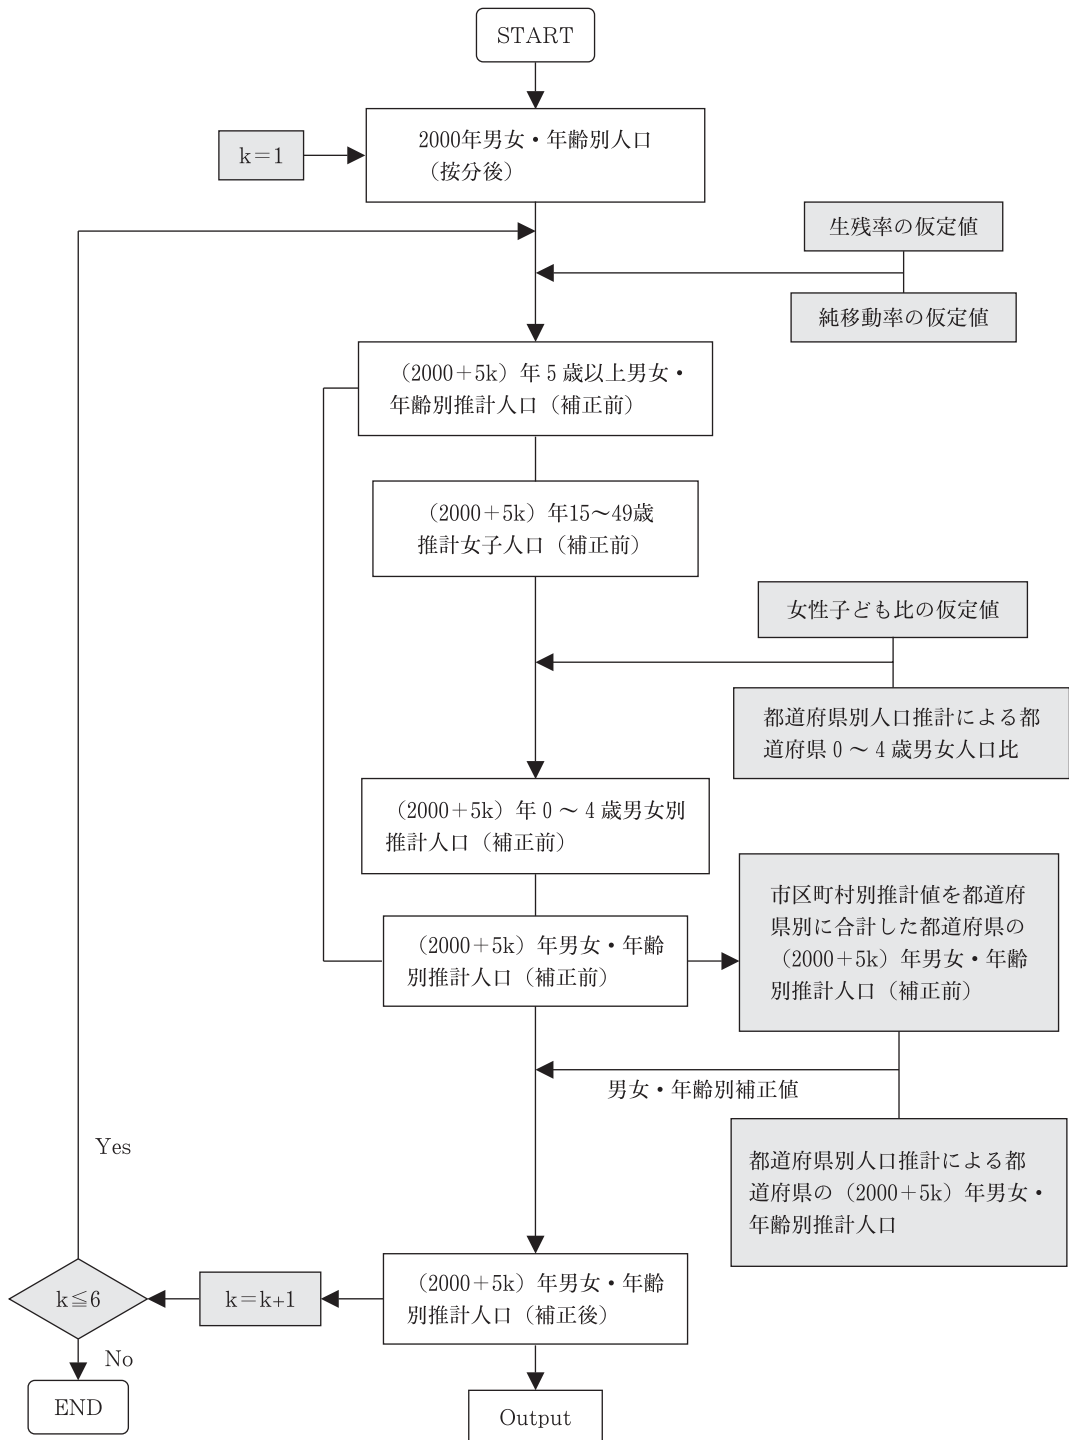 START
2000年男女・年齢別人口
（按分後）
k＝1
生残率の仮定値
純移動率の仮定値
（2000＋5k）年 5 歳以上男女・
年齢別推計人口（補正前）
（2000＋5k）年15～49歳
推計女子人口（補正前）
女性子ども比の仮定値
都道府県別人口推計による都
道府県 0 ～ 4 歳男女人口比
（2000＋5k）年 0 ～ 4 歳男女別
推計人口（補正前）
市区町村別推計値を都道府
県別に合計した都道府県の
（2000＋5k）年男女・年齢
別推計人口（補正前）
（2000＋5k）年男女・年齢
別推計人口（補正前）
男女・年齢別補正値
都道府県別人口推計による都
道府県の（2000＋5k）年男女・
年齢別推計人口
Yes
（2000＋5k）年男女・年齢
別推計人口（補正後）
k＝k+1
k≦6
No
END
Output